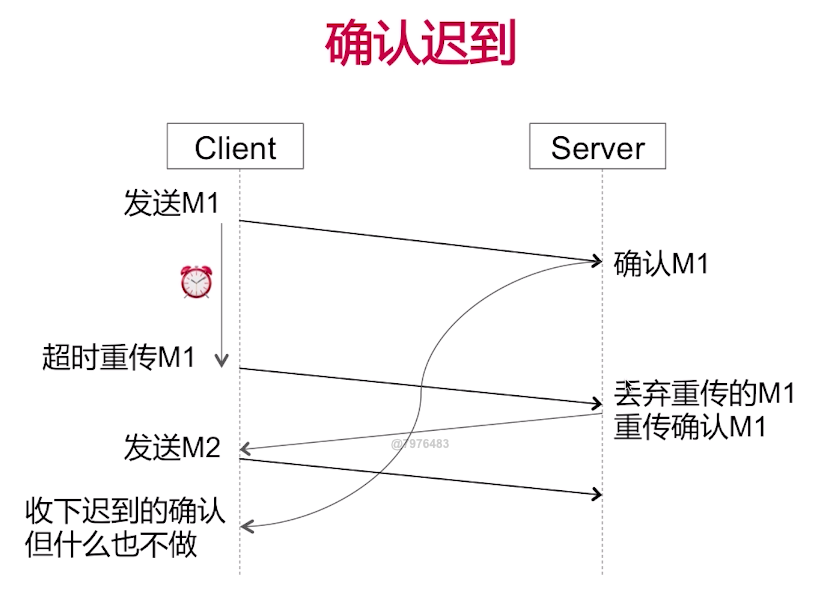 确认迟到
Client
Server
发送M1
确认M1
超时重传M1
丢弃重传的M1
重传确认M1
@7976483
发送M2
收下迟到的确认
但什么也不做